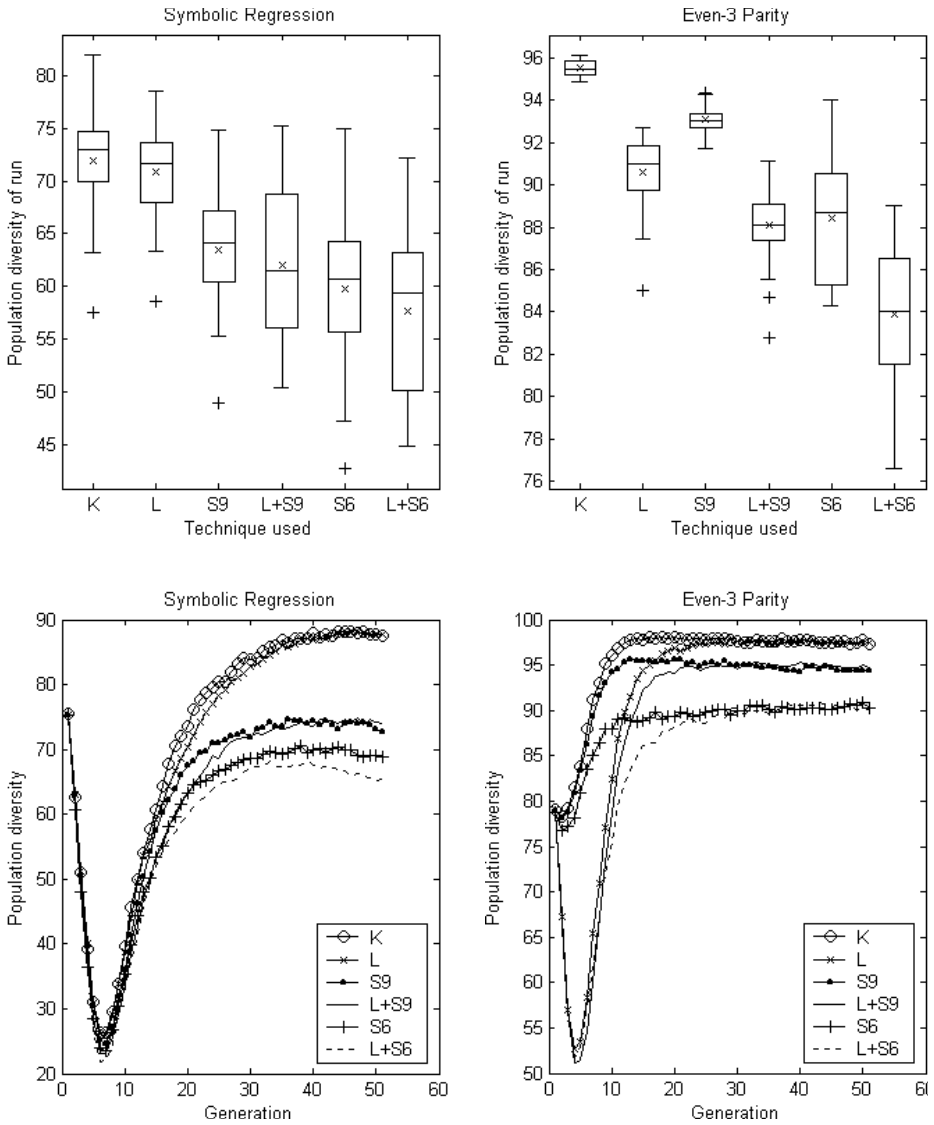 Symbolic Regression
80
75
70
65
60
55
50
45
Population diversity of run
K L S9 L+S9 S6 L+S6
Technique used
Even-3 Parity
96
94
92
90
88
86
84
82
80
78
76
Population diversity of run
K L S9 L+S9 S6 L+S6
Technique used
Symbolic Regression
90
80
70
60
50
40
30
20
Population diversity
0 10 20 30 40 50 60
Generation
K
L
S9
L+S9
S6
L+S6
Even-3 Parity
100
95
90
85
80
75
70
65
60
55
50
Population diversity
0 10 20 30 40 50 60
Generation
K
L
S9
L+S9
S6
L+S6